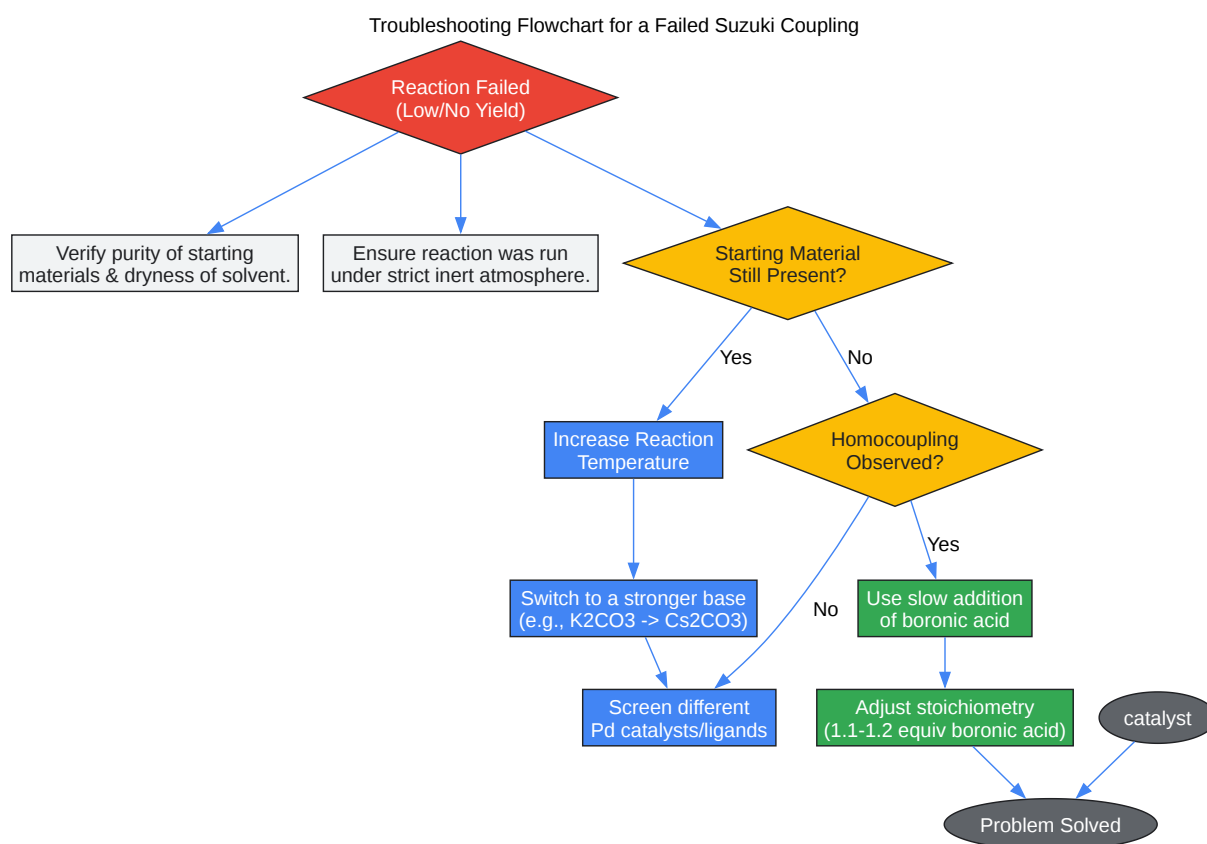 Troubleshooting Flowchart for a Failed Suzuki Coupling
Reaction Failed
(Low/No Yield)
Verify purity of starting
materials & dryness of solvent.
Ensure reaction was run
under strict inert atmosphere.
Starting Material
Still Present?
Yes
No
Increase Reaction
Temperature
Homocoupling
Observed?
Yes
No
Switch to a stronger base
(e.g., K2CO3 -> Cs2CO3)
Use slow addition
of boronic acid
Screen different
Pd catalysts/ligands
Adjust stoichiometry
(1.1-1.2 equiv boronic acid)
catalyst
Problem Solved